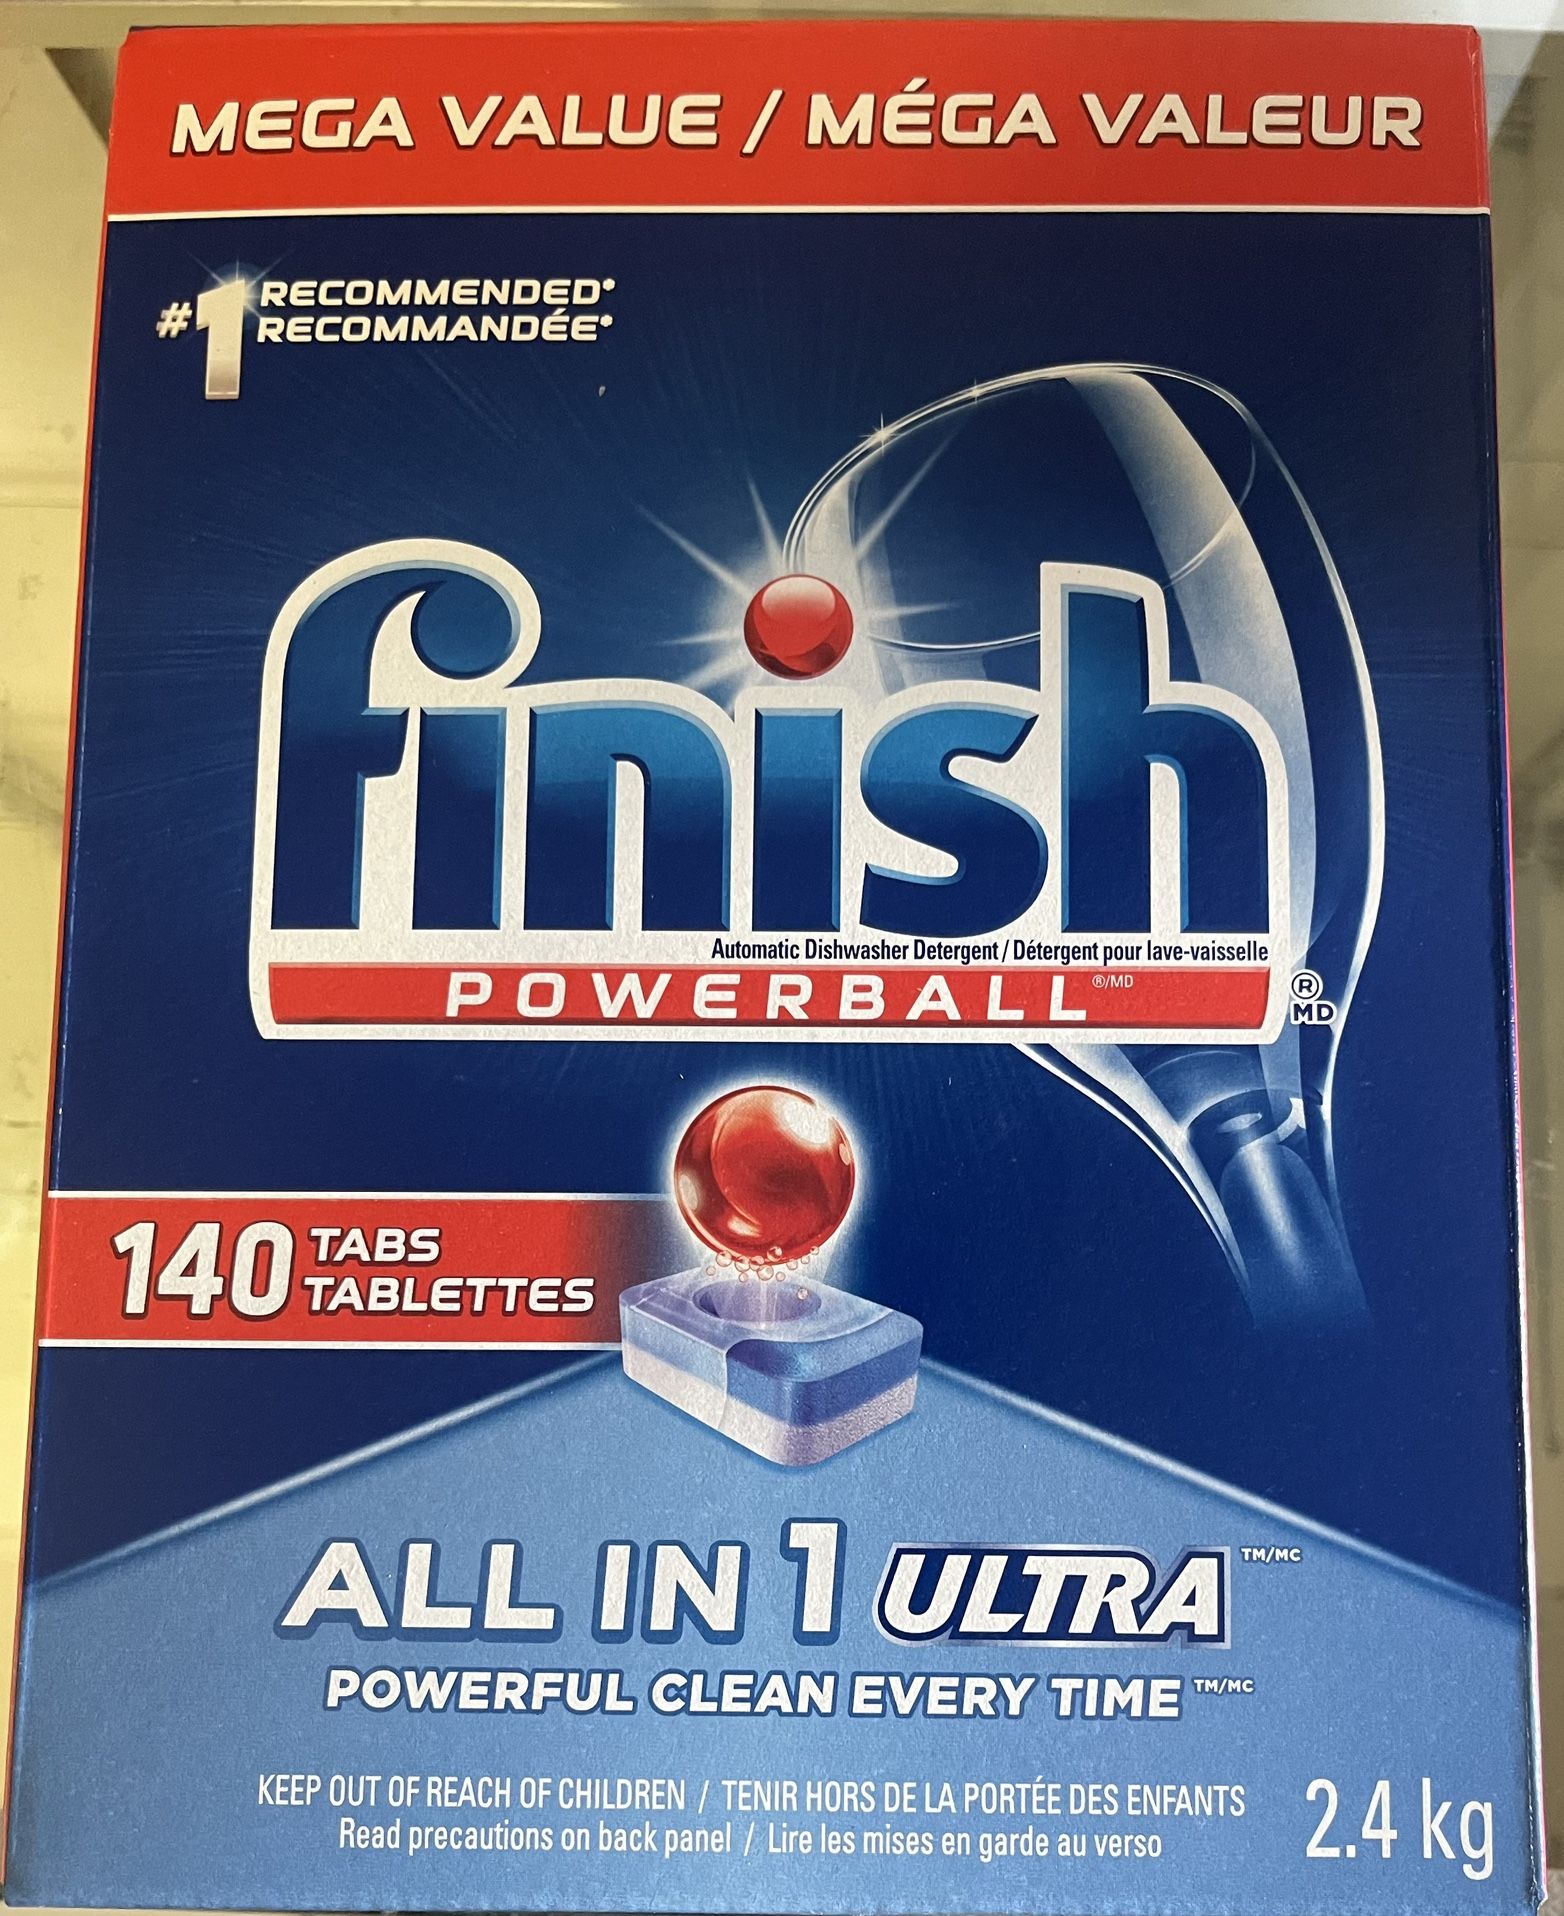 MEGA VALUE / MÉGA VALEUR
#1 RECOMMENDED*
RECOMMANDÉE*
finish
Automatic Dishwasher Detergent / Détergent pour lave-vaisselle
POWERBALL ®/MD
® MD
140 TABS
TABLETTES
ALL IN 1 ULTRA TM/MC
POWERFUL CLEAN EVERY TIME TM/MC
KEEP OUT OF REACH OF CHILDREN / TENIR HORS DE LA PORTÉE DES ENFANTS
Read precautions on back panel / Lire les mises en garde au verso
2.4 kg